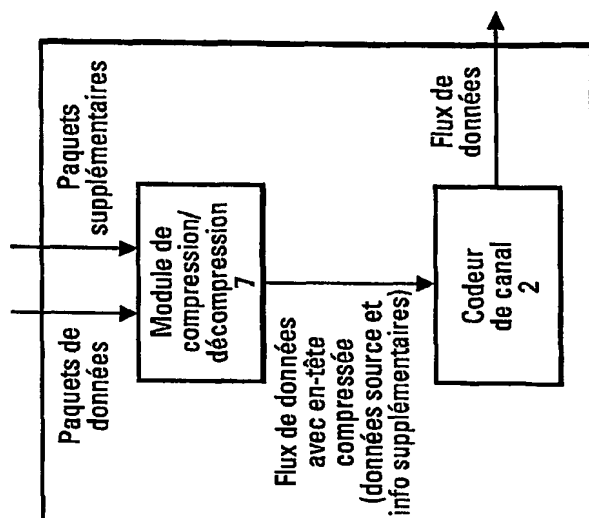 Paquets de
données
Paquets
supplémentaires
Module de
compression/
décompression
7
Flux de données
avec en-tête
compressée
(données source et
info supplémentaires)
Codeur
de canal
2
Flux de
données